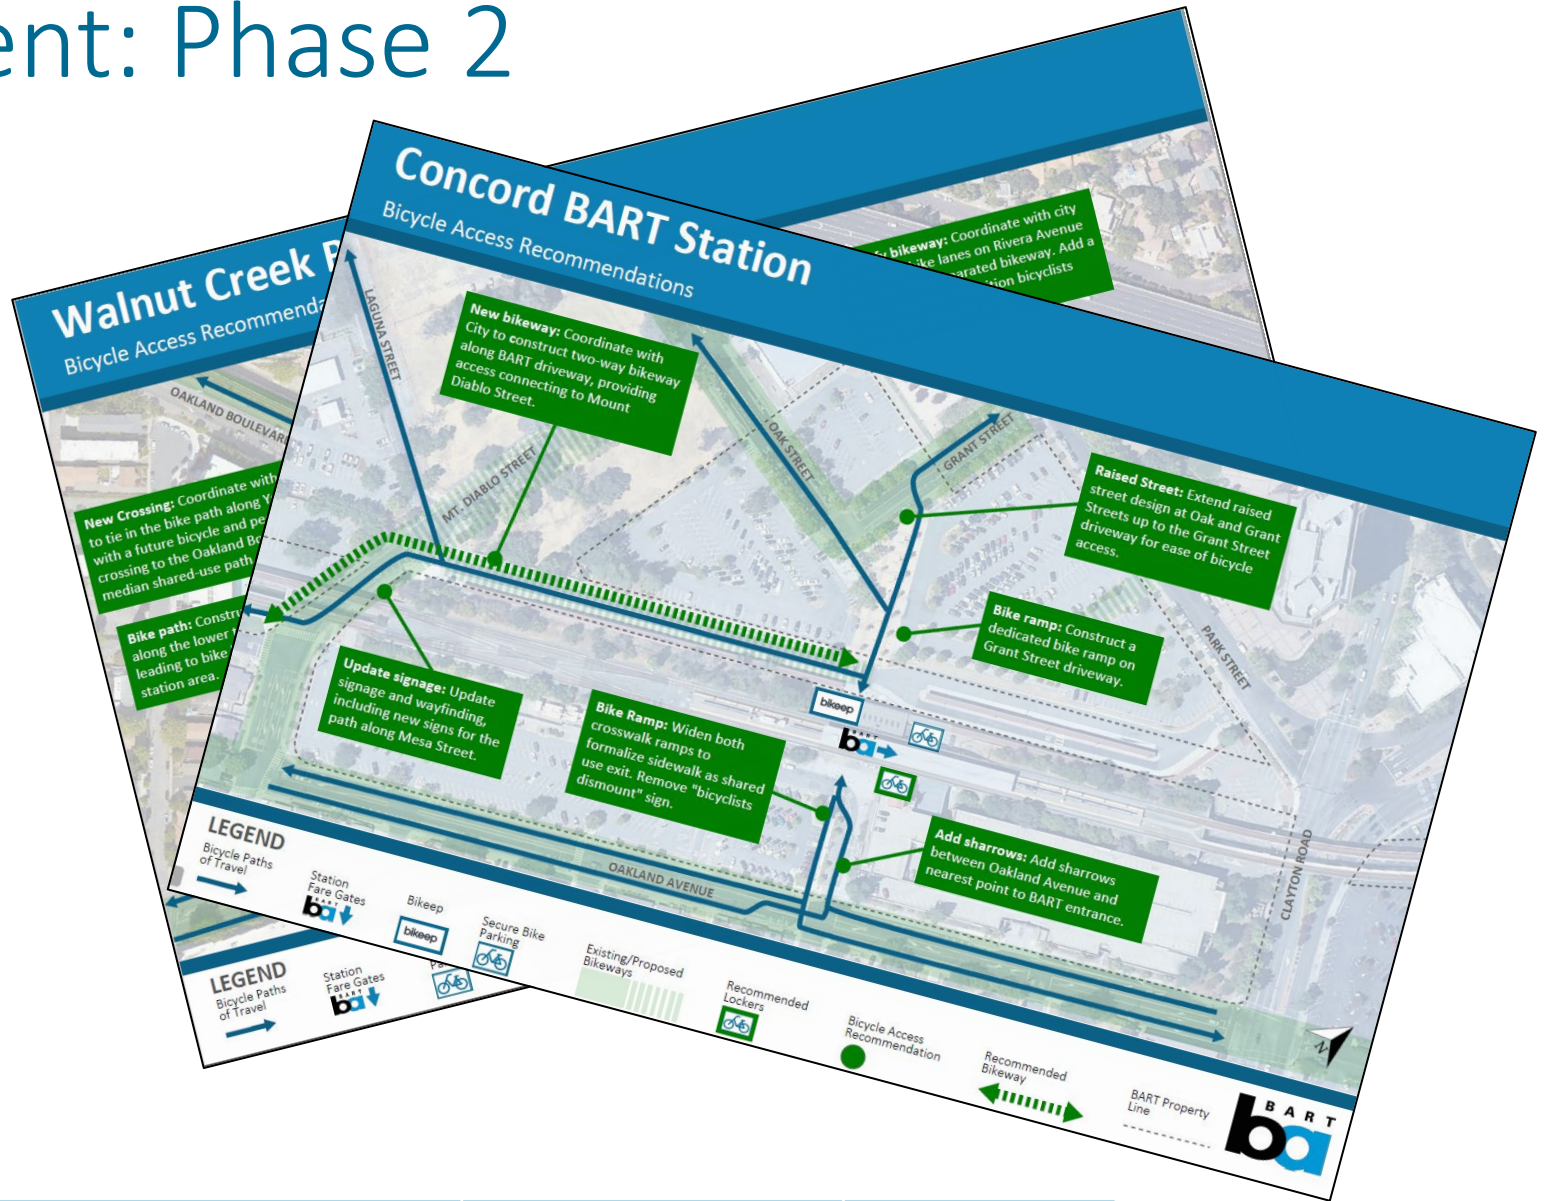 ent: Phase 2
Concord BART Station
Bicycle Access Recommendations
LAGUNA STREET
New bikeway: Coordinate with
City to construct two-way bikeway
along BART driveway, providing
access connecting to Mount
Diablo Street.
MT. DIABLO STREET
OAK STREET
GRANT STREET
Raised Street: Extend raised
street design at Oak and Grant
Streets up to the Grant Street
driveway for ease of bicycle
access.
Bike ramp: Construct a
dedicated bike ramp on
Grant Street driveway.
PARK STREET
Update signage: Update
signage and wayfinding,
including new signs for the
path along Mesa Street.
Bike Ramp: Widen both
crosswalk ramps to
formalize sidewalk as shared
use exit. Remove "bicyclists
dismount" sign.
bikeep
BART
ba
Add sharrows: Add sharrows
between Oakland Avenue and
nearest point to BART entrance.
OAKLAND AVENUE
CLAYTON ROAD
N
LEGEND
Bicycle Paths
of Travel
Station
Fare Gates
BART
ba
Bikeep
bikeep
Secure Bike
Parking
Existing/Proposed
Bikeways
Recommended
Lockers
Bicycle Access
Recommendation
Recommended
Bikeway
BART Property
Line
BART
ba
Walnut Creek
Bicycle Access
OAKLAND
New Crossing: Coordinate with
to tie in the bike path along
with a future bicycle and
crossing to the Oakland
median shared-use path
Bike path:
along the lower
leading to bike
station area.
LEGEND
Bicycle Paths
of Travel
Station
Fare Gates
BART
ba
bikeway: Coordinate with city
lanes on Rivera Avenue
bikeway. Add a
bicyclists